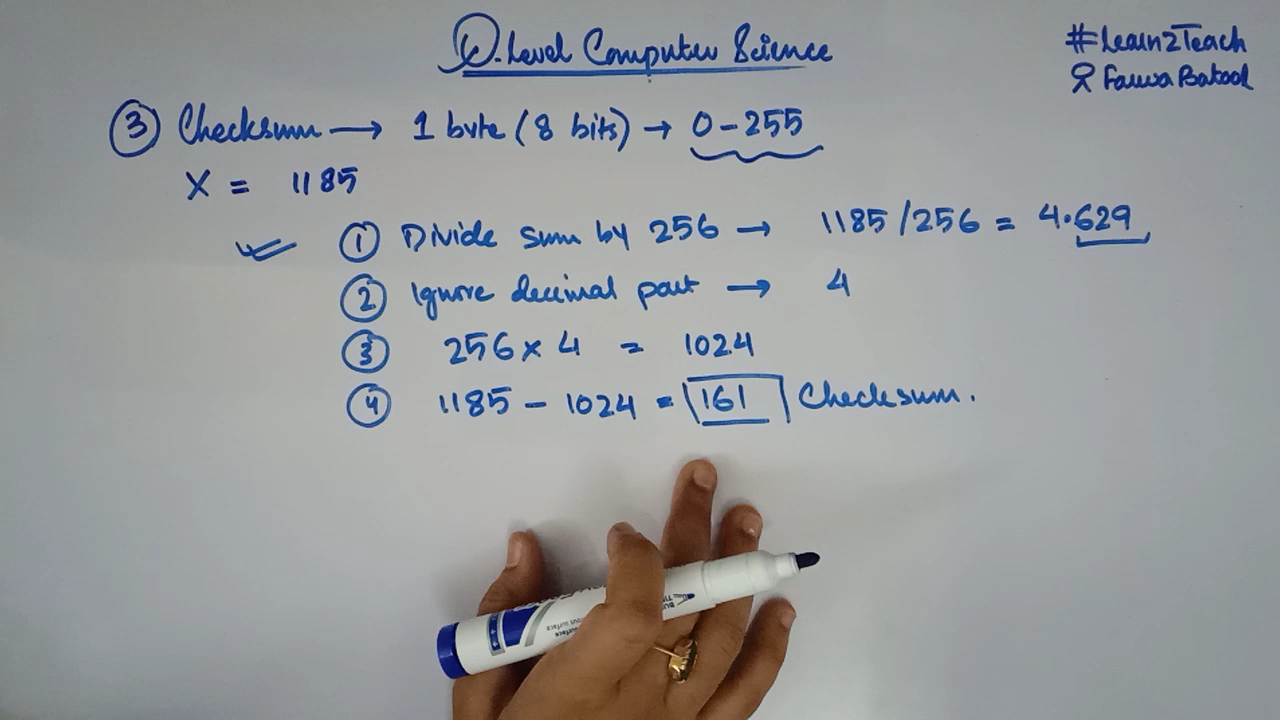 O.Level Computer Science
#Learn2Teach
Farwa Batool
③ Checksum → 1 byte (8 bits) → 0-255
X = 1185
① Divide sum by 256 → 1185/256 = 4.629
② Ignore decimal part → 4
③ 256 x 4 = 1024
④ 1185 - 1024 = 161 Checksum.